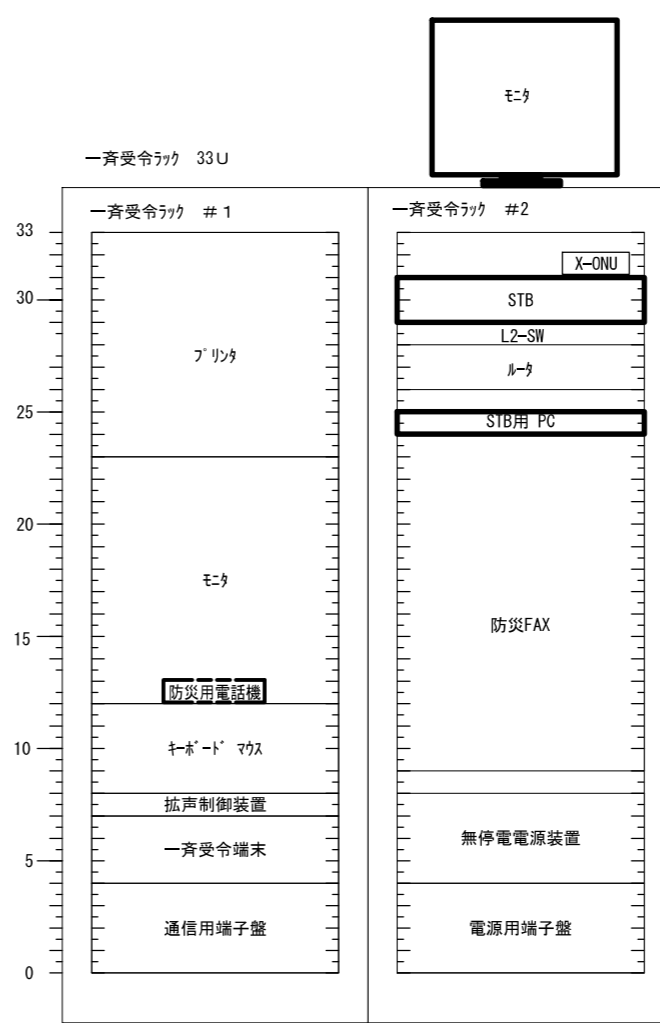 ﾓﾆﾀ
一斉受令ﾗｯｸ 33U
一斉受令ﾗｯｸ #1
一斉受令ﾗｯｸ #2
33
X-ONU
30
STB
L2-SW
ﾌﾟﾘﾝﾀ
ﾙｰﾀ
25
STB用 PC
20
ﾓﾆﾀ
15
防災FAX
防災用電話機
10
ｷｰﾎﾞｰﾄﾞ ﾏｳｽ
拡声制御装置
無停電電源装置
5
一斉受令端末
通信用端子盤
電源用端子盤
0